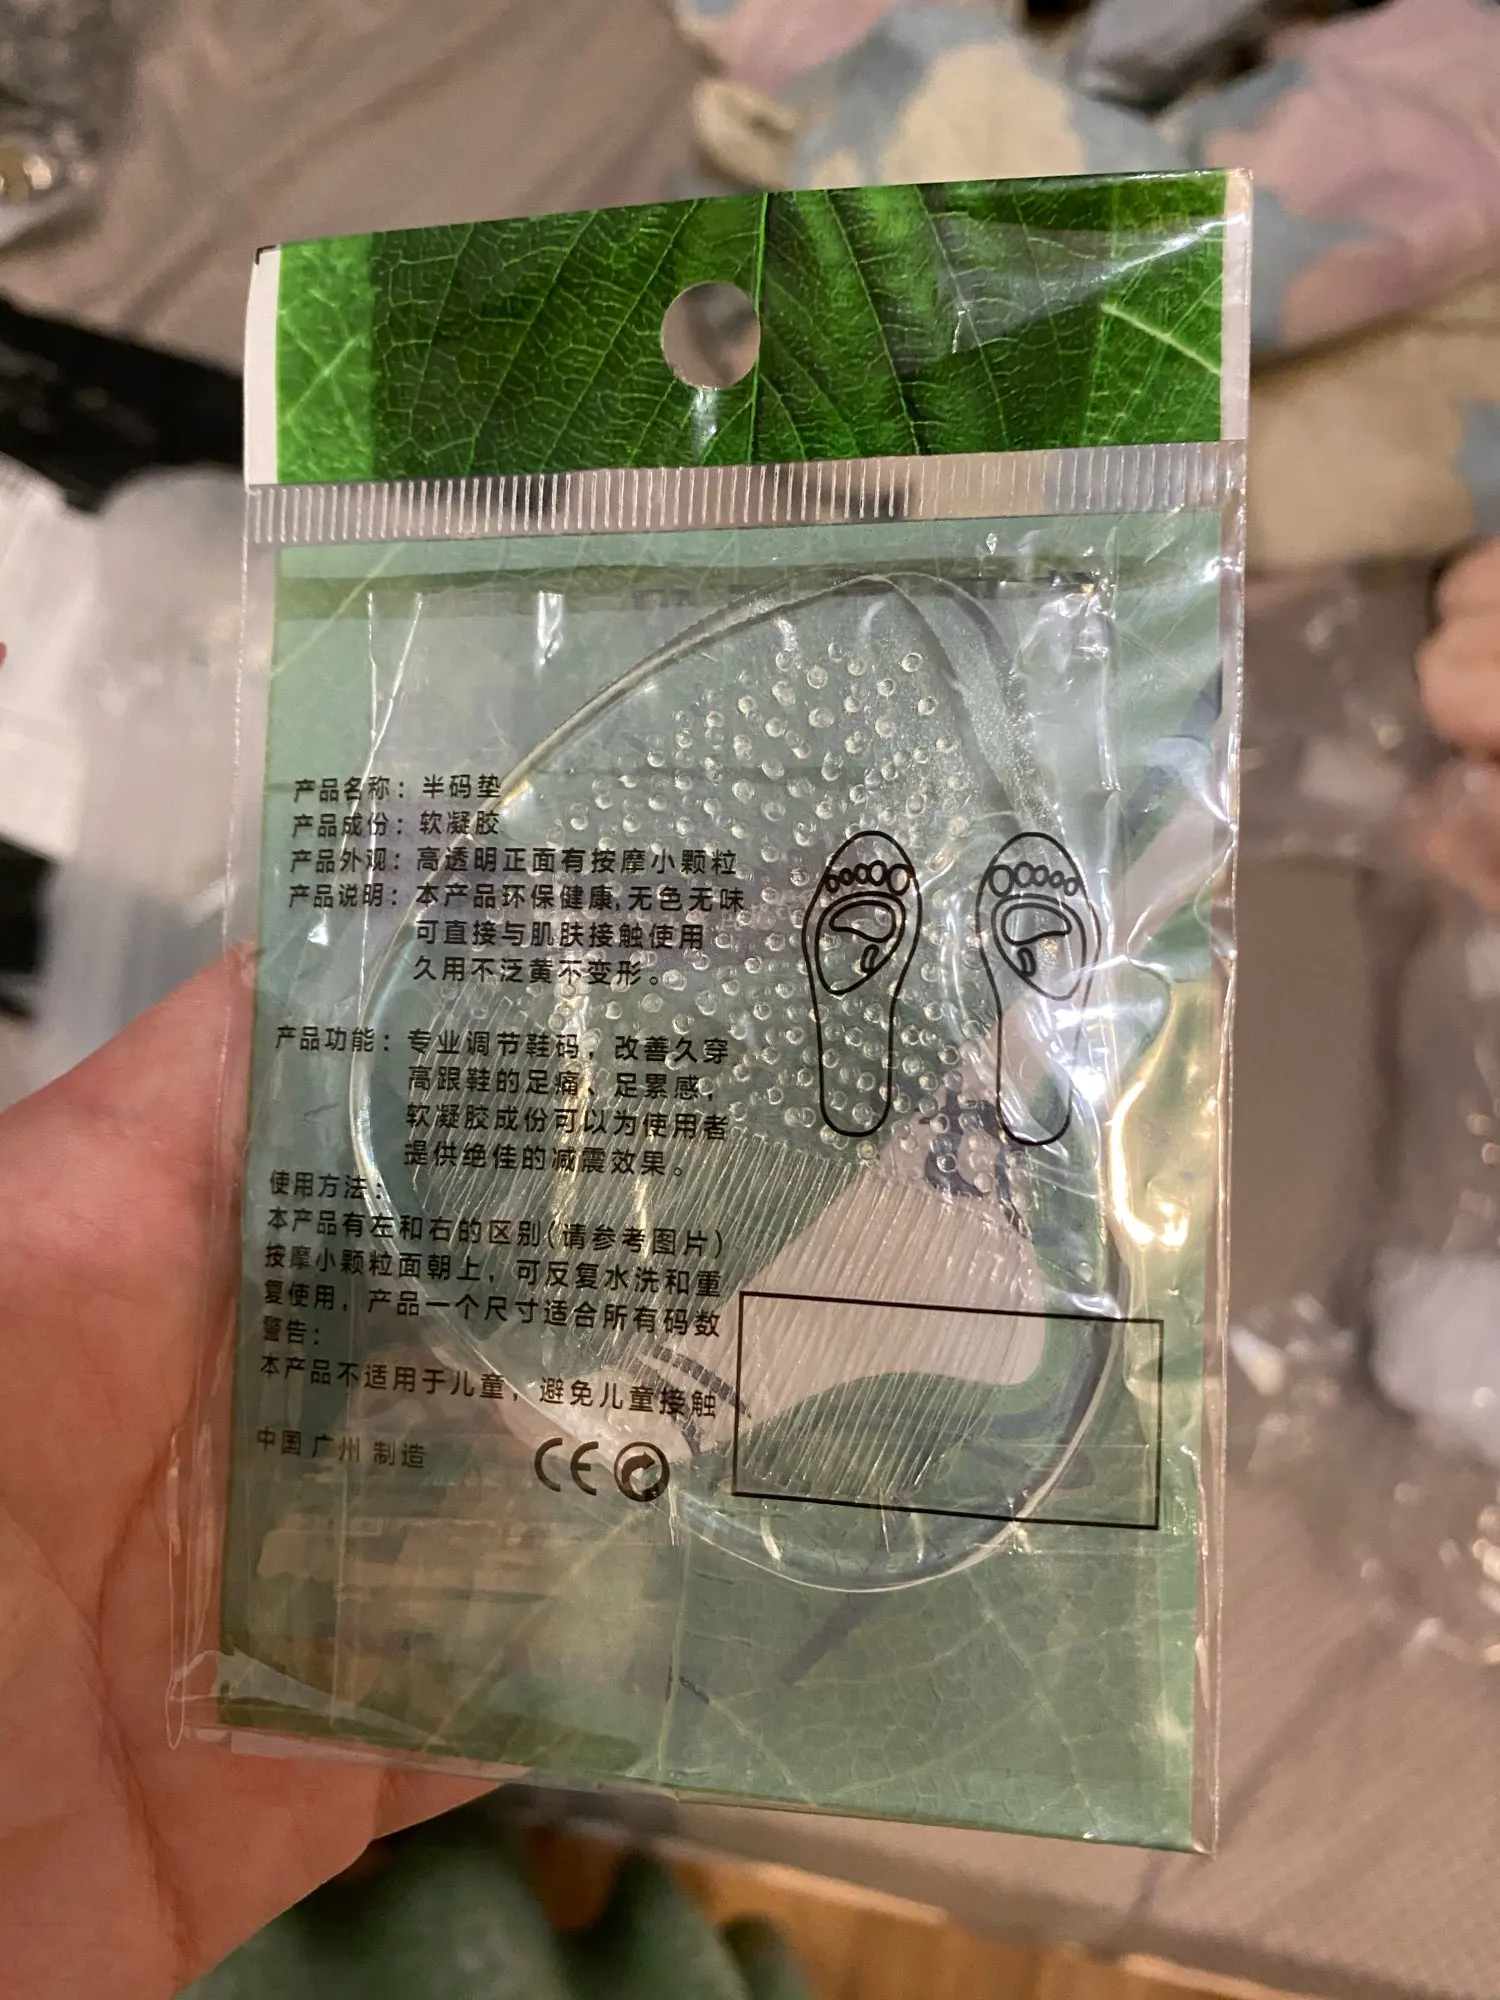 产品名称：半码垫
产品成份：软凝胶
产品外观：高透明正面有按摩小颗粒
产品说明：本产品环保健康,无色无味
可直接与肌肤接触使用
久用不泛黄不变形。
产品功能：专业调节鞋码，改善久穿
高跟鞋的足痛、足累感，
软凝胶成份可以为使用者
提供绝佳的减震效果。
使用方法：
本产品有左和右的区别(请参考图片)
按摩小颗粒面朝上，可反复水洗和重
复使用，产品一个尺寸适合所有码数
警告：
本产品不适用于儿童，避免儿童接触
中国 广州 制造
CE